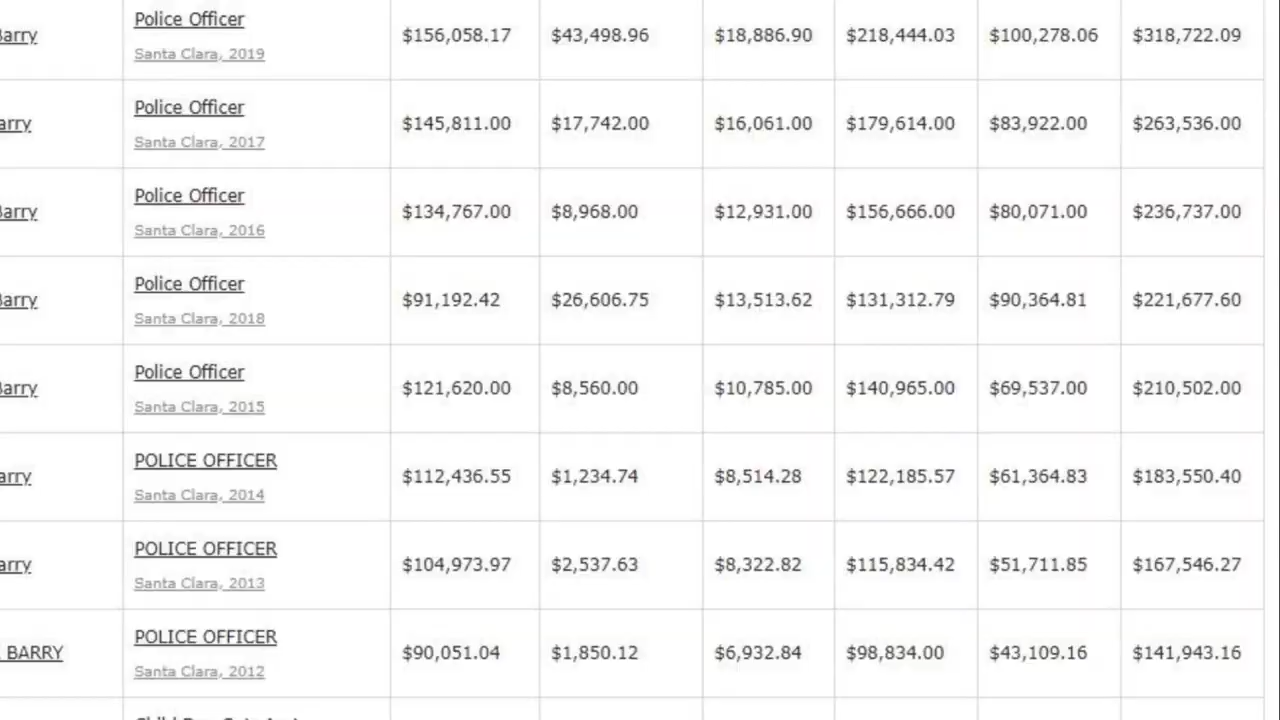 Barry Police Officer $156,058.17 $43,498.96 $18,886.90 $218,444.03 $100,278.06 $318,722.09
Santa Clara, 2019
arry Police Officer $145,811.00 $17,742.00 $16,061.00 $179,614.00 $83,922.00 $263,536.00
Santa Clara, 2017
Barry Police Officer $134,767.00 $8,968.00 $12,931.00 $156,666.00 $80,071.00 $236,737.00
Santa Clara, 2016
Barry Police Officer $91,192.42 $26,606.75 $13,513.62 $131,312.79 $90,364.81 $221,677.60
Santa Clara, 2018
Barry Police Officer $121,620.00 $8,560.00 $10,785.00 $140,965.00 $69,537.00 $210,502.00
Santa Clara, 2015
arry POLICE OFFICER $112,436.55 $1,234.74 $8,514.28 $122,185.57 $61,364.83 $183,550.40
Santa Clara, 2014
arry POLICE OFFICER $104,973.97 $2,537.63 $8,322.82 $115,834.42 $51,711.85 $167,546.27
Santa Clara, 2013
BARRY POLICE OFFICER $90,051.04 $1,850.12 $6,932.84 $98,834.00 $43,109.16 $141,943.16
Santa Clara, 2012